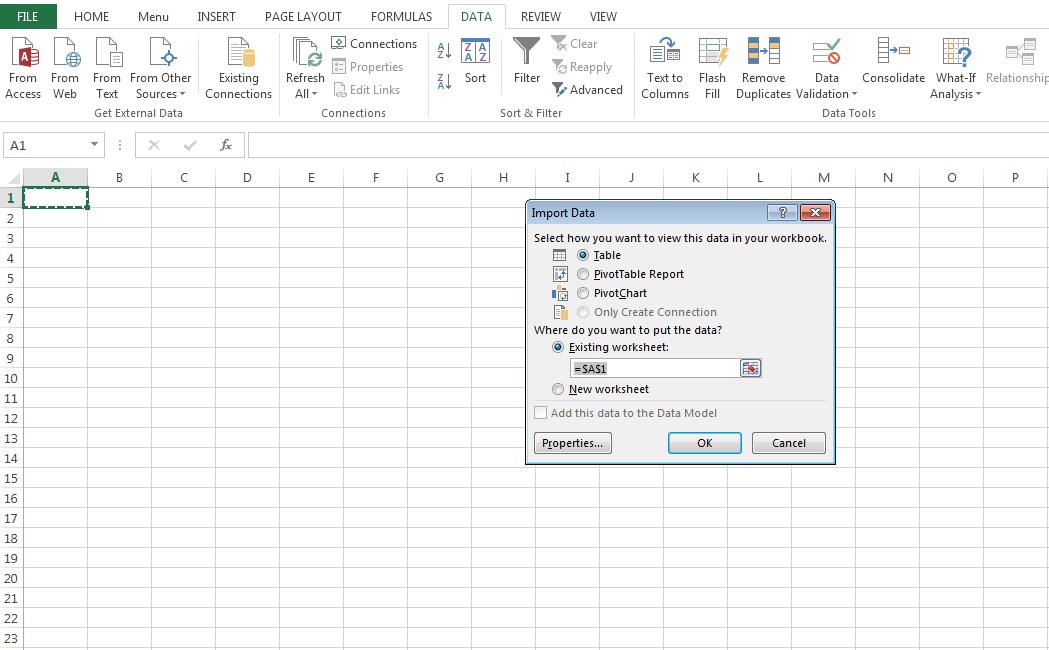 FILE HOME Menu INSERT PAGE LAYOUT FORMULAS DATA REVIEW VIEW
From Access
From Web
From Text
From Other Sources
Existing Connections
Get External Data
Refresh All
Connections
Properties
Edit Links
Connections
A Z
Z A
Z A A Z
Sort
Filter
Clear
Reapply
Advanced
Sort & Filter
Text to Columns
Flash Fill
Remove Duplicates
Data Validation
Consolidate
What-If Analysis
Relationship
Data Tools
A1
fx
A B C D E F G H I J K L M N O P
1
2
3
4
5
6
7
8
9
10
11
12
13
14
15
16
17
18
19
20
21
22
23
Import Data
?
Select how you want to view this data in your workbook.
Table
PivotTable Report
PivotChart
Only Create Connection
Where do you want to put the data?
Existing worksheet:
=$A$1
New worksheet
Add this data to the Data Model
Properties... OK Cancel